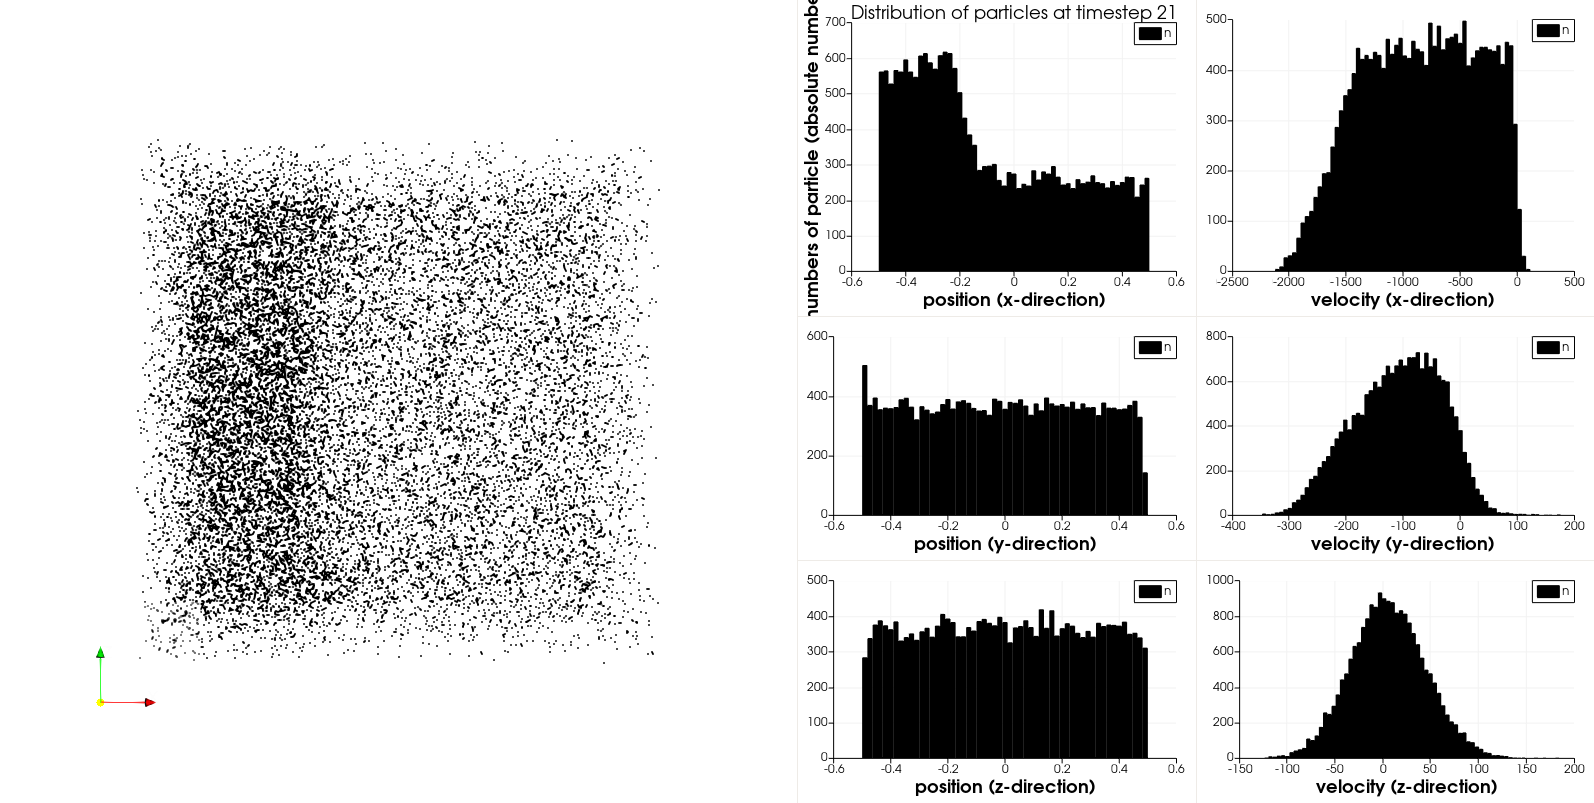 Distribution of particles at timestep 21
numbers of particle (absolute numbe
700
600
500
400
300
200
100
0
n
-0.6 -0.4 -0.2 0 0.2 0.4 0.6
position (x-direction)
500
400
300
200
100
0
n
-2500 -2000 -1500 -1000 -500 0 500
velocity (x-direction)
600
400
200
0
n
-0.6 -0.4 -0.2 0 0.2 0.4 0.6
position (y-direction)
800
600
400
200
0
n
-400 -300 -200 -100 0 100 200
velocity (y-direction)
500
400
300
200
100
0
n
-0.6 -0.4 -0.2 0 0.2 0.4 0.6
position (z-direction)
1000
800
600
400
200
0
n
-150 -100 -50 0 50 100 150 200
velocity (z-direction)